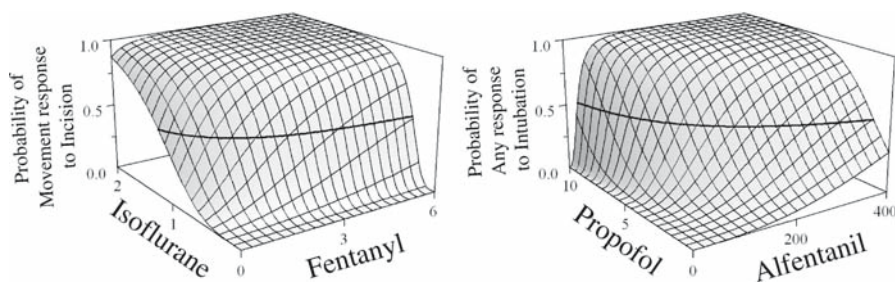 Probability of
Movement response
to Incision
1.0
0.5
0.0
2
1
0
3
6
Isoflurane
Fentanyl
Probability
Any response
to Intubation
1.0
0.5
0.0
10
5
0
200
400
Propofol
Alfentanil